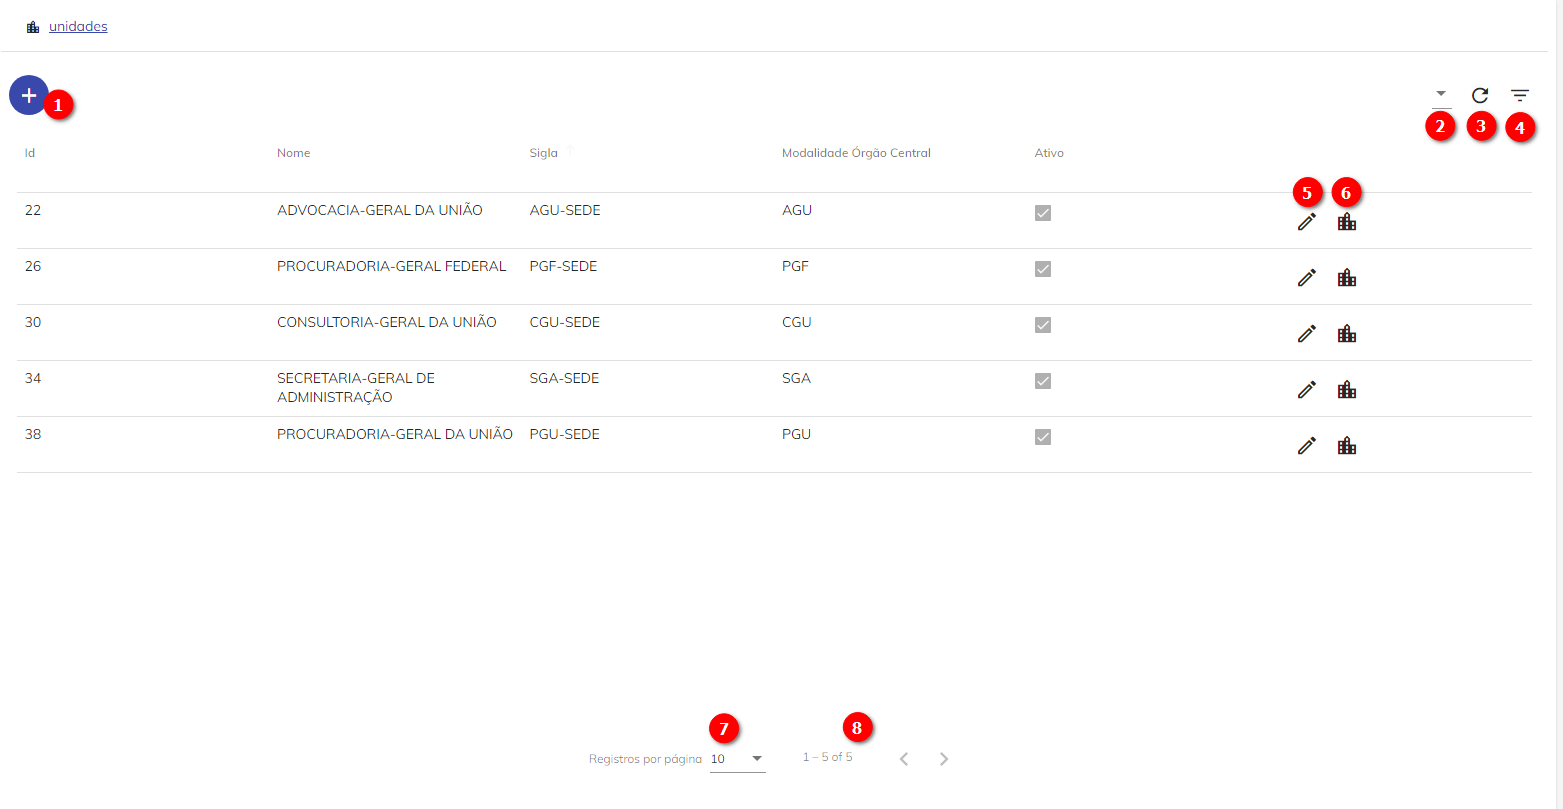 unidades
1
2 3 4
Id Nome Sigla Modalidade Órgão Central Ativo
5 6
22 ADVOCACIA-GERAL DA UNIÃO AGU-SEDE AGU
26 PROCURADORIA-GERAL FEDERAL PGF-SEDE PGF
30 CONSULTORIA-GERAL DA UNIÃO CGU-SEDE CGU
34 SECRETARIA-GERAL DE SGA-SEDE SGA
ADMINISTRAÇÃO
38 PROCURADORIA-GERAL DA UNIÃO PGU-SEDE PGU
7 8
Registros por página 10 1 – 5 of 5